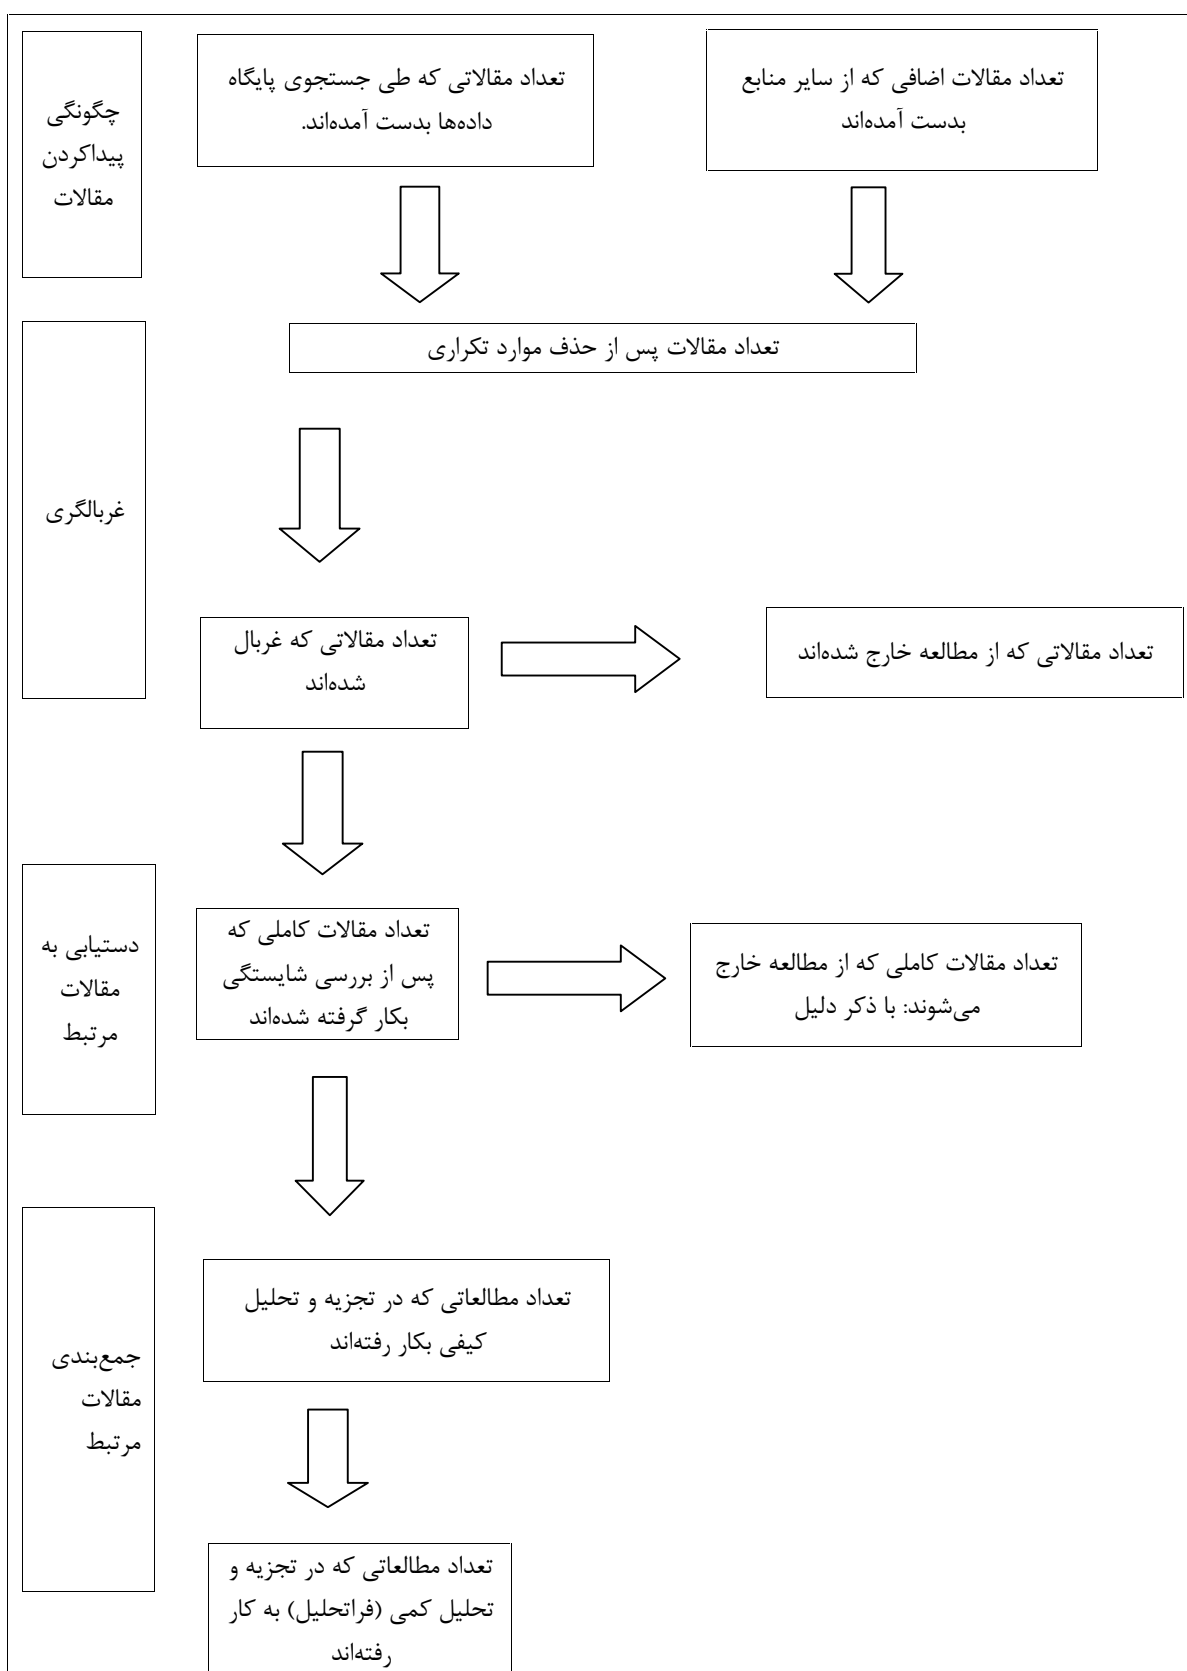 چگونگی
پیداکردن
مقالات
تعداد مقالاتی که طی جستجوی پایگاه
داده‌ها بدست آمده‌اند.
تعداد مقالات اضافی که از سایر منابع
بدست آمده‌اند
غربالگری
تعداد مقالات پس از حذف موارد تکراری
تعداد مقالاتی که غربال
شده‌اند
تعداد مقالاتی که از مطالعه خارج شده‌اند
دستیابی به
مقالات
مرتبط
تعداد مقالات کاملی که
پس از بررسی شایستگی
بکار گرفته شده‌اند
تعداد مقالات کاملی که از مطالعه خارج
می‌شوند: با ذکر دلیل
جمع‌بندی
مقالات
مرتبط
تعداد مطالعاتی که در تجزیه و تحلیل
کیفی بکار رفته‌اند
تعداد مطالعاتی که در تجزیه و
تحلیل کمی (فراتحلیل) به کار
رفته‌اند